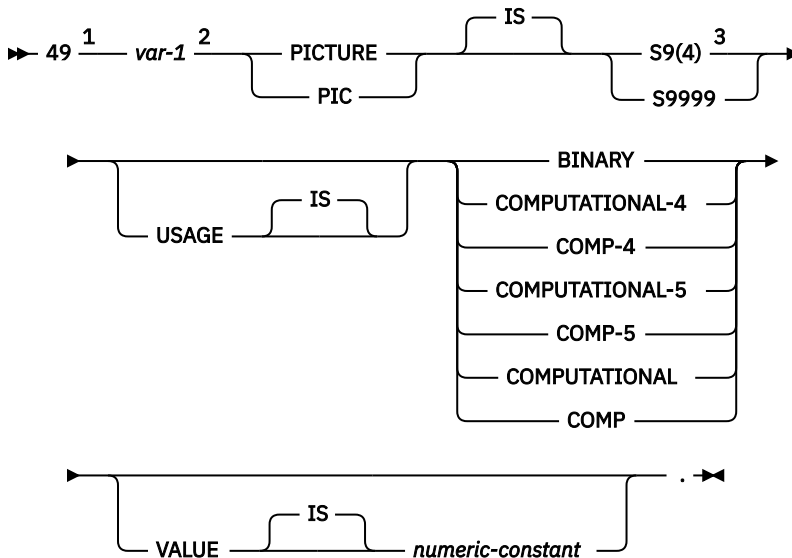 IS
49 1 var-1 2 PICTURE S9(4) 3
PIC S9999
BINARY
IS COMPUTATIONAL-4
USAGE COMP-4
COMPUTATIONAL-5
COMP-5
COMPUTATIONAL
COMP
.
IS
VALUE numeric-constant